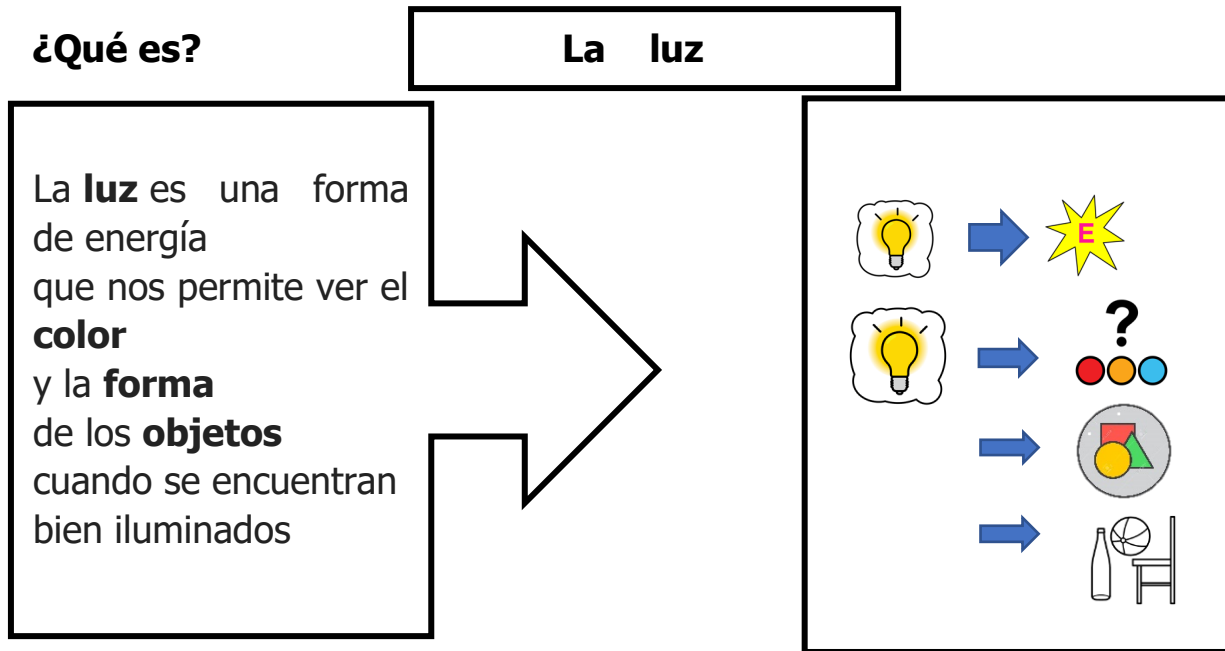 ¿Qué es?
La luz
La luz es una forma
de energía
que nos permite ver el
color
y la forma
de los objetos
cuando se encuentran
bien iluminados
E
?